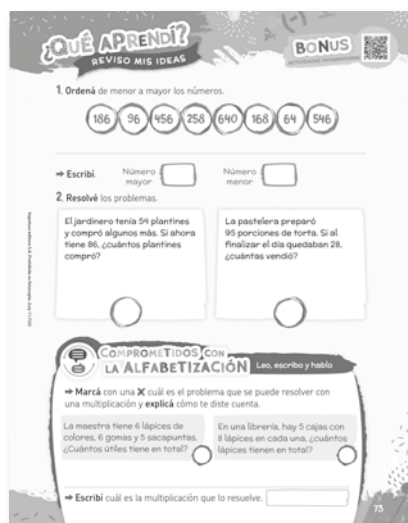 ¿QUÉ APRENDÍ?
REVISO MIS IDEAS
BONUS
1. Ordená de menor a mayor los números.
186 96 456 258 640 168 64 546
➡ Escribí. Número mayor Número menor
2. Resolvé los problemas.
El jardinero tenía 54 plantines
y compró algunos más. Si ahora
tiene 86, ¿cuántos plantines
compró?
La pastelera preparó
95 porciones de torta. Si al
finalizar el día quedaban 28,
¿cuántas vendió?
COMPROMETIDOS CON
LA ALFABETIZACIÓN
Leo, escribo y hablo
➡ Marcá con una X cuál es el problema que se puede resolver con
una multiplicación y explicá cómo te diste cuenta.
La maestra tiene 6 lápices de
colores, 6 gomas y 5 sacapuntas.
¿Cuántos útiles tiene en total?
En una librería, hay 5 cajas con
8 lápices en cada una, ¿cuántos
lápices tienen en total?
➡ Escribí cuál es la multiplicación que lo resuelve.
73